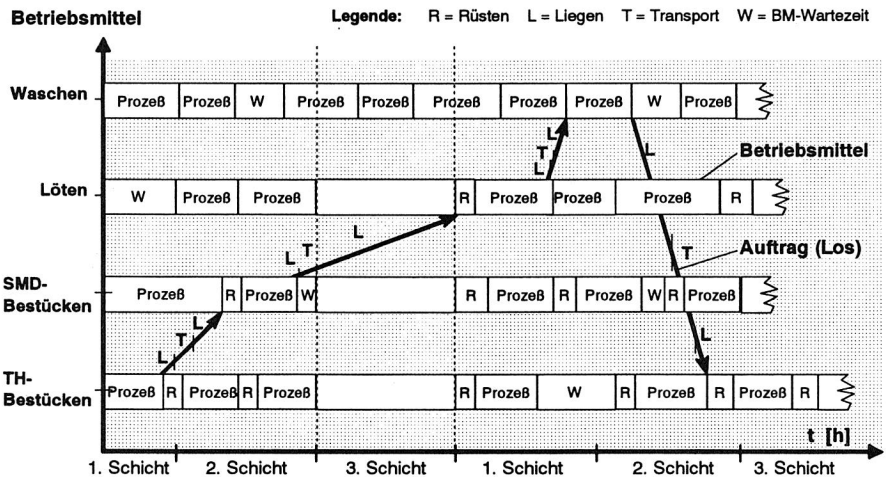 Betriebsmittel
Legende: R = Rüsten L = Liegen T = Transport W = BM-Wartezeit
Waschen
Prozeß Prozeß W Prozeß Prozeß Prozeß Prozeß Prozeß W Prozeß
L
T
L
L
Betriebsmittel
Löten
W Prozeß Prozeß R Prozeß Prozeß Prozeß R
L T L
T
Auftrag (Los)
SMD-
Bestücken
Prozeß R Prozeß W R Prozeß R Prozeß W R Prozeß
L T L
L
TH-
Bestücken
Prozeß R Prozeß R Prozeß R Prozeß W R Prozeß R Prozeß R
t [h]
1. Schicht 2. Schicht 3. Schicht 1. Schicht 2. Schicht 3. Schicht